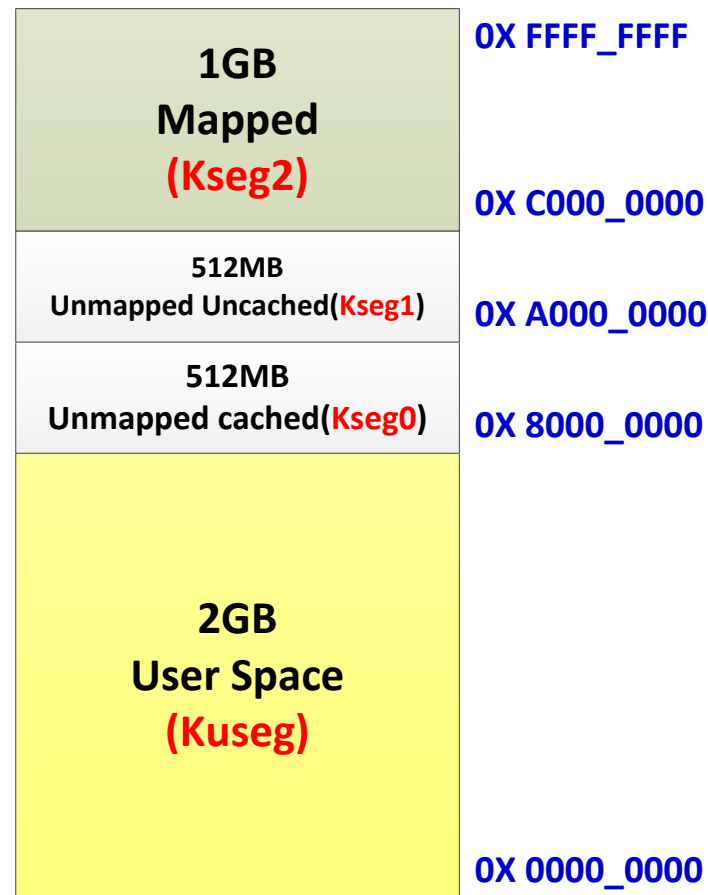 0X FFFF_FFFF
1GB
Mapped
(Kseg2)
0X C000_0000
512MB
Unmapped Uncached(Kseg1)
0X A000_0000
512MB
Unmapped cached(Kseg0)
0X 8000_0000
2GB
User Space
(Kuseg)
0X 0000_0000